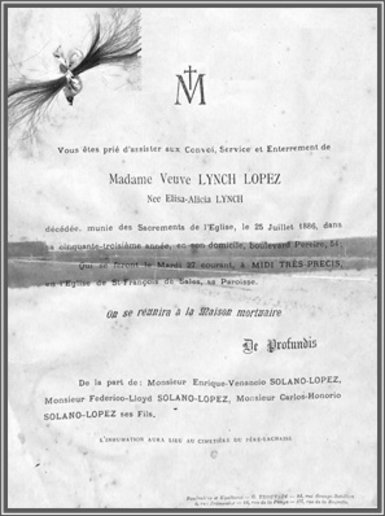 M
Vous êtes prié d'assister aux Convoi, Service et Enterrement de
Madame Veuve LYNCH LOPEZ
Nee Elisa-Alicia LYNCH
décédée, munie des Sacrements de l'Eglise, le 25 Juillet 1886, dans
sa cinquante-troisième année, en son domicile, boulevard Pereire, 54;
Qui se feront le Mardi 27 courant, à MIDI TRÈS-PRECIS,
en l'Eglise de St-François de Sales, sa Paroisse.
On se réunira à la Maison mortuaire
De Profundis
De la part de: Monsieur Enrique-Venancio SOLANO-LOPEZ,
Monsieur Federico-Lloyd SOLANO-LOPEZ, Monsieur Carlos-Honorio
SOLANO-LOPEZ ses Fils.
L'INHUMATION AURA LIEU AU CIMETIÈRE DU PÈRE-LACHAISE